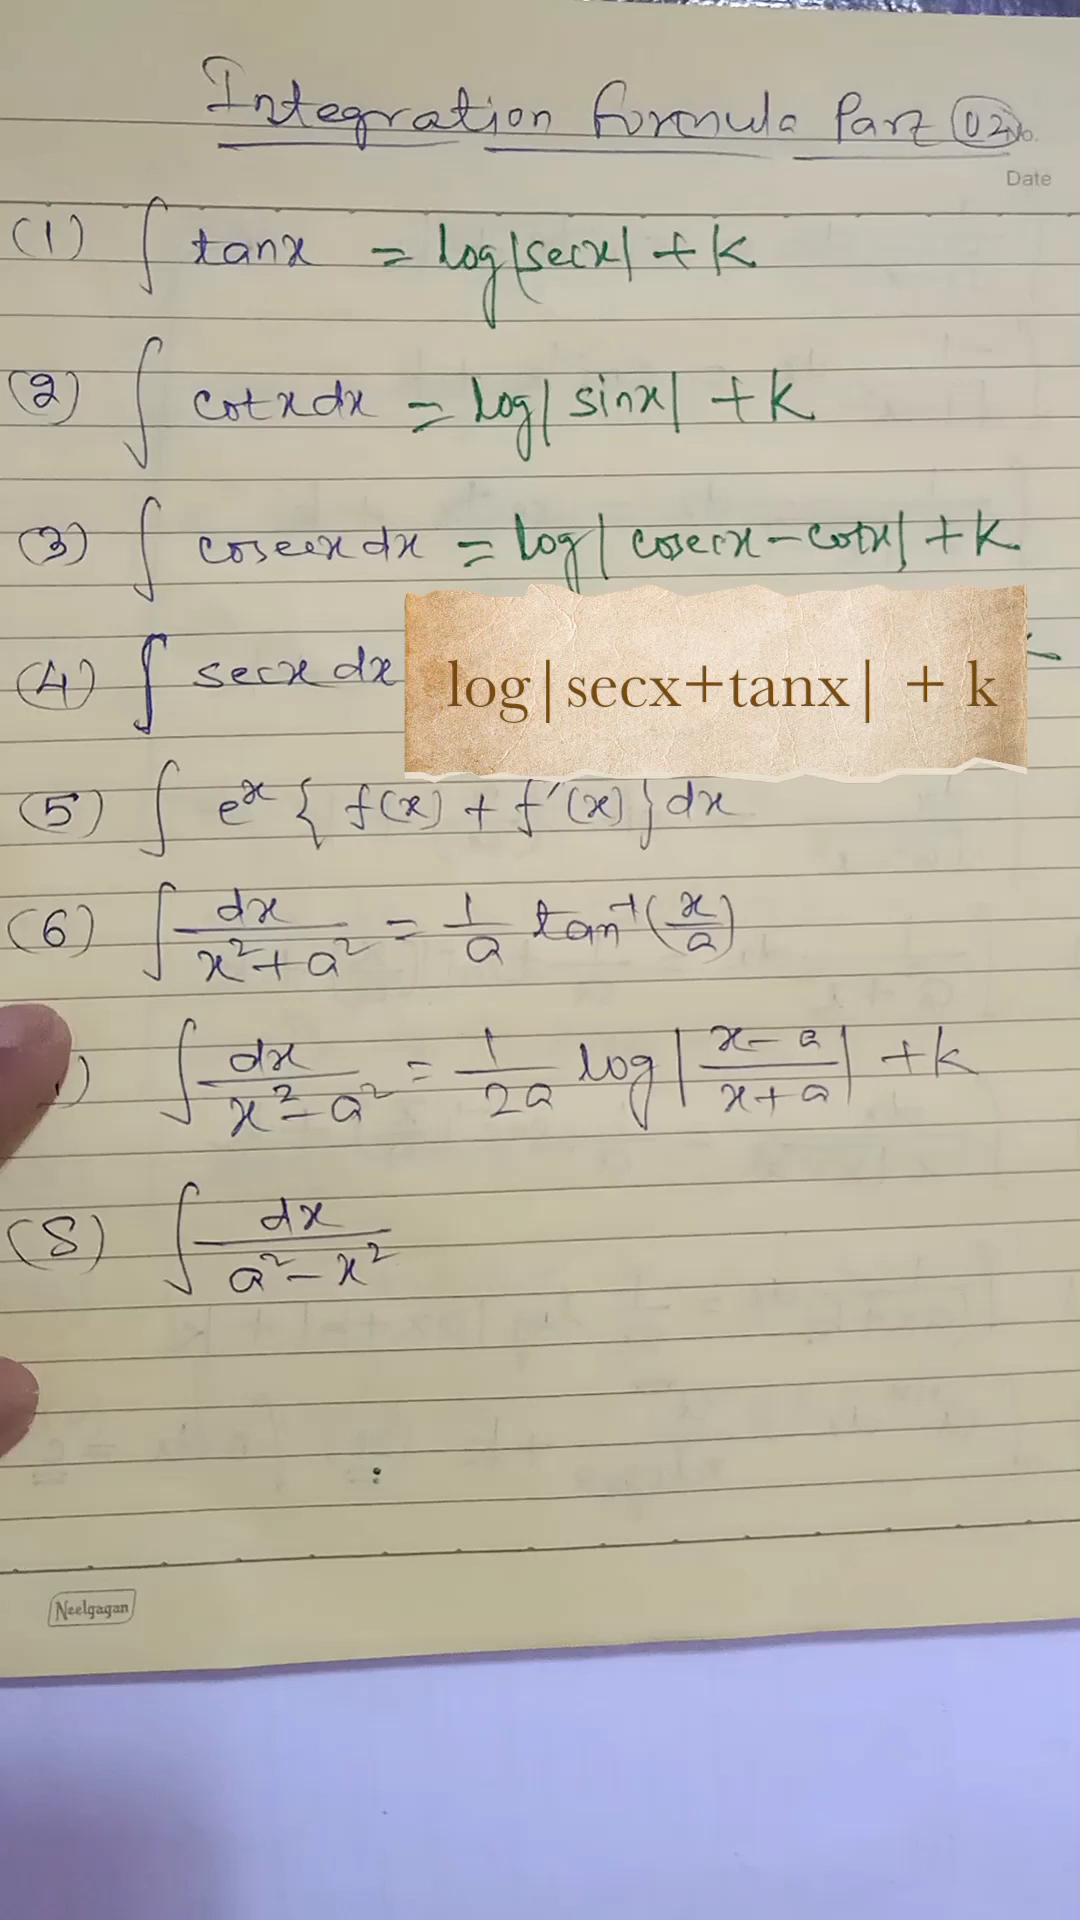 Integration formula Part 02
No.
Date
(1) ∫ tanx = log|secx| + k
(2) ∫ cotx dx = log|sinx| + k
(3) ∫ cosecx dx = log|cosecx - cotx| + k
(4) ∫ secx dx log|secx+tanx| + k
(5) ∫ e^x { f(x) + f'(x) } dx
(6) ∫ dx/(x²+a²) = 1/a tan⁻¹(x/a)
) ∫ dx/(x²-a²) = 1/2a log|(x-a)/(x+a)| + k
(8) ∫ dx/(a²-x²)
Neelgagan